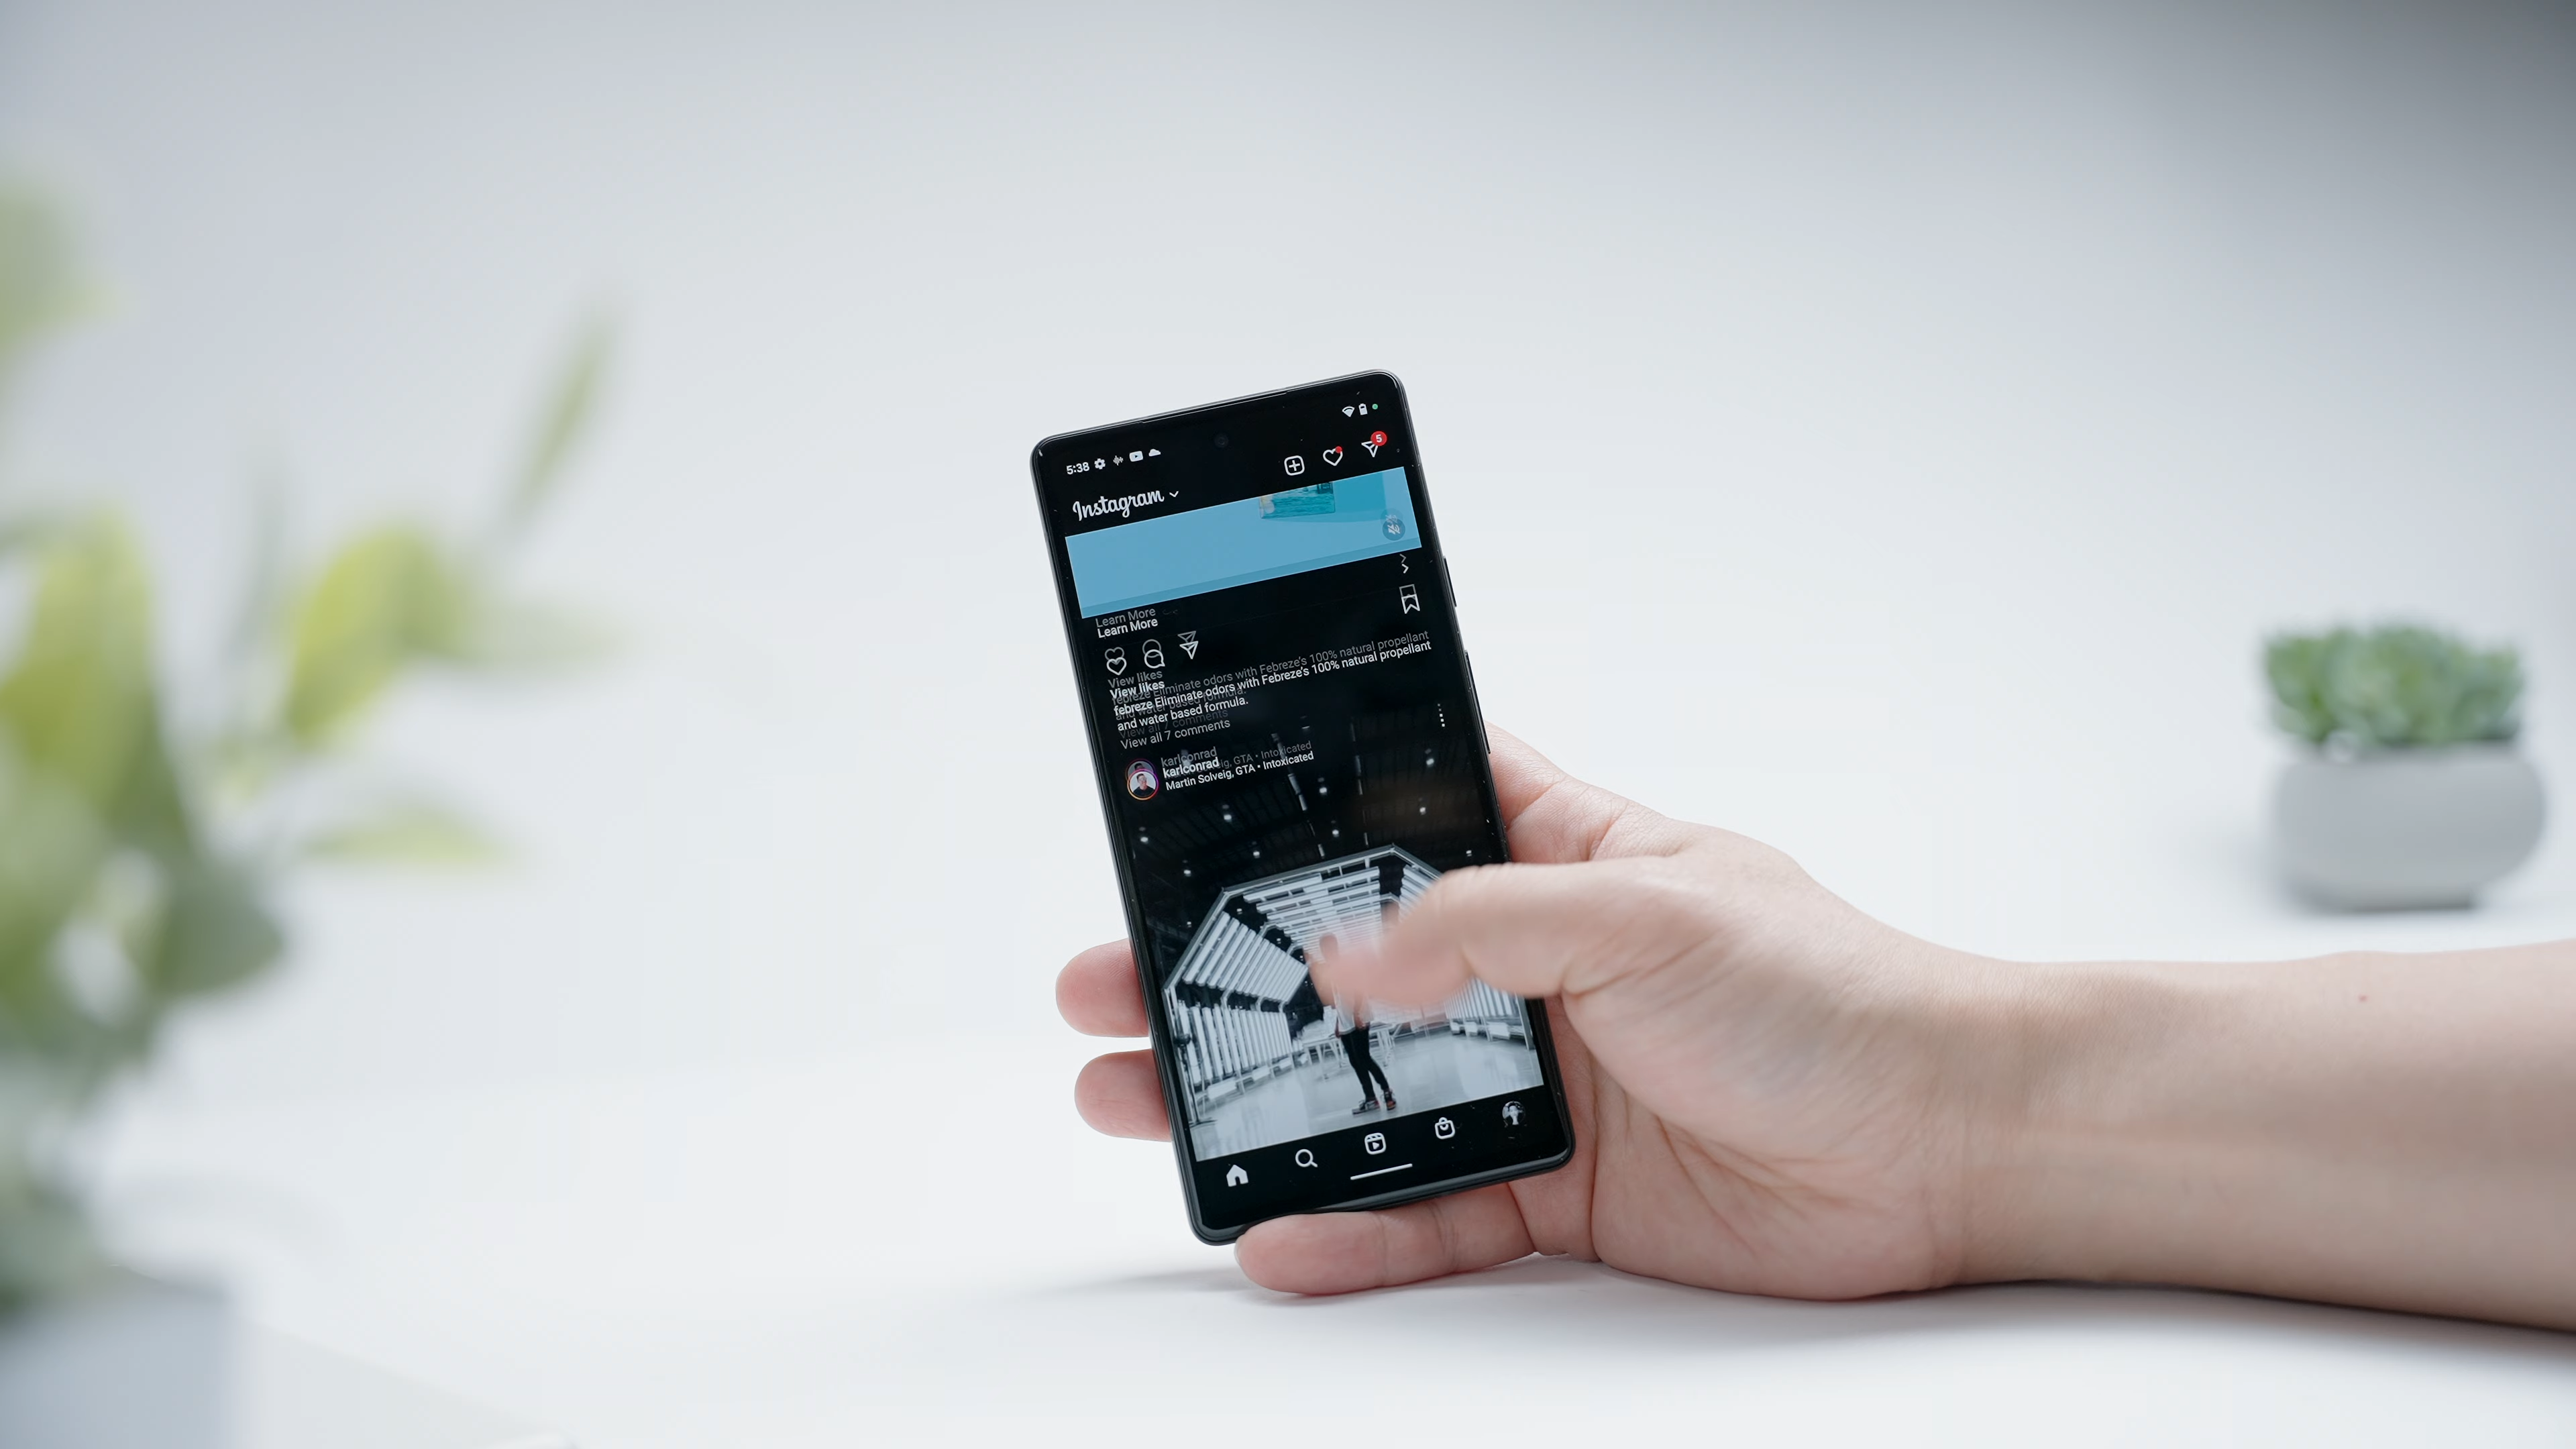 5:38
5
Instagram
Learn More
View likes
febreze Eliminate odors with Febreze's 100% natural propellant
and water based formula.
View all 7 comments
karlconrad
Martin Solveig, GTA • Intoxicated